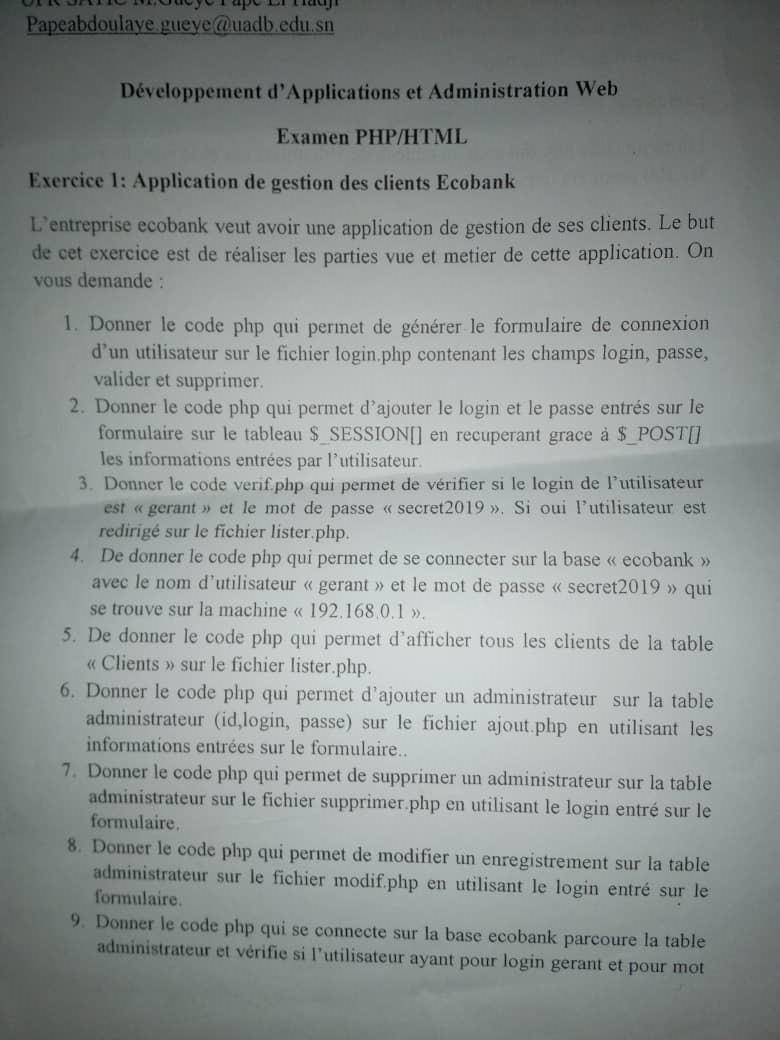 UFR SATIC M.Gueye Pape El Hadji
Papeabdoulaye.gueye@uadb.edu.sn
Développement d'Applications et Administration Web
Examen PHP/HTML
Exercice 1: Application de gestion des clients Ecobank
L'entreprise ecobank veut avoir une application de gestion de ses clients. Le but
de cet exercice est de réaliser les parties vue et metier de cette application. On
vous demande :
1. Donner le code php qui permet de générer le formulaire de connexion
d'un utilisateur sur le fichier login.php contenant les champs login, passe,
valider et supprimer.
2. Donner le code php qui permet d'ajouter le login et le passe entrés sur le
formulaire sur le tableau $_SESSION[] en recuperant grace à $_POST[]
les informations entrées par l'utilisateur.
3. Donner le code verif.php qui permet de vérifier si le login de l'utilisateur
est « gerant » et le mot de passe « secret2019 ». Si oui l'utilisateur est
redirigé sur le fichier lister.php.
4. De donner le code php qui permet de se connecter sur la base « ecobank »
avec le nom d'utilisateur « gerant » et le mot de passe « secret2019 » qui
se trouve sur la machine « 192.168.0.1 ».
5. De donner le code php qui permet d'afficher tous les clients de la table
« Clients » sur le fichier lister.php.
6. Donner le code php qui permet d'ajouter un administrateur sur la table
administrateur (id,login, passe) sur le fichier ajout.php en utilisant les
informations entrées sur le formulaire..
7. Donner le code php qui permet de supprimer un administrateur sur la table
administrateur sur le fichier supprimer.php en utilisant le login entré sur le
formulaire.
8. Donner le code php qui permet de modifier un enregistrement sur la table
administrateur sur le fichier modif.php en utilisant le login entré sur le
formulaire.
9. Donner le code php qui se connecte sur la base ecobank parcoure la table
administrateur et vérifie si l'utilisateur ayant pour login gerant et pour mot